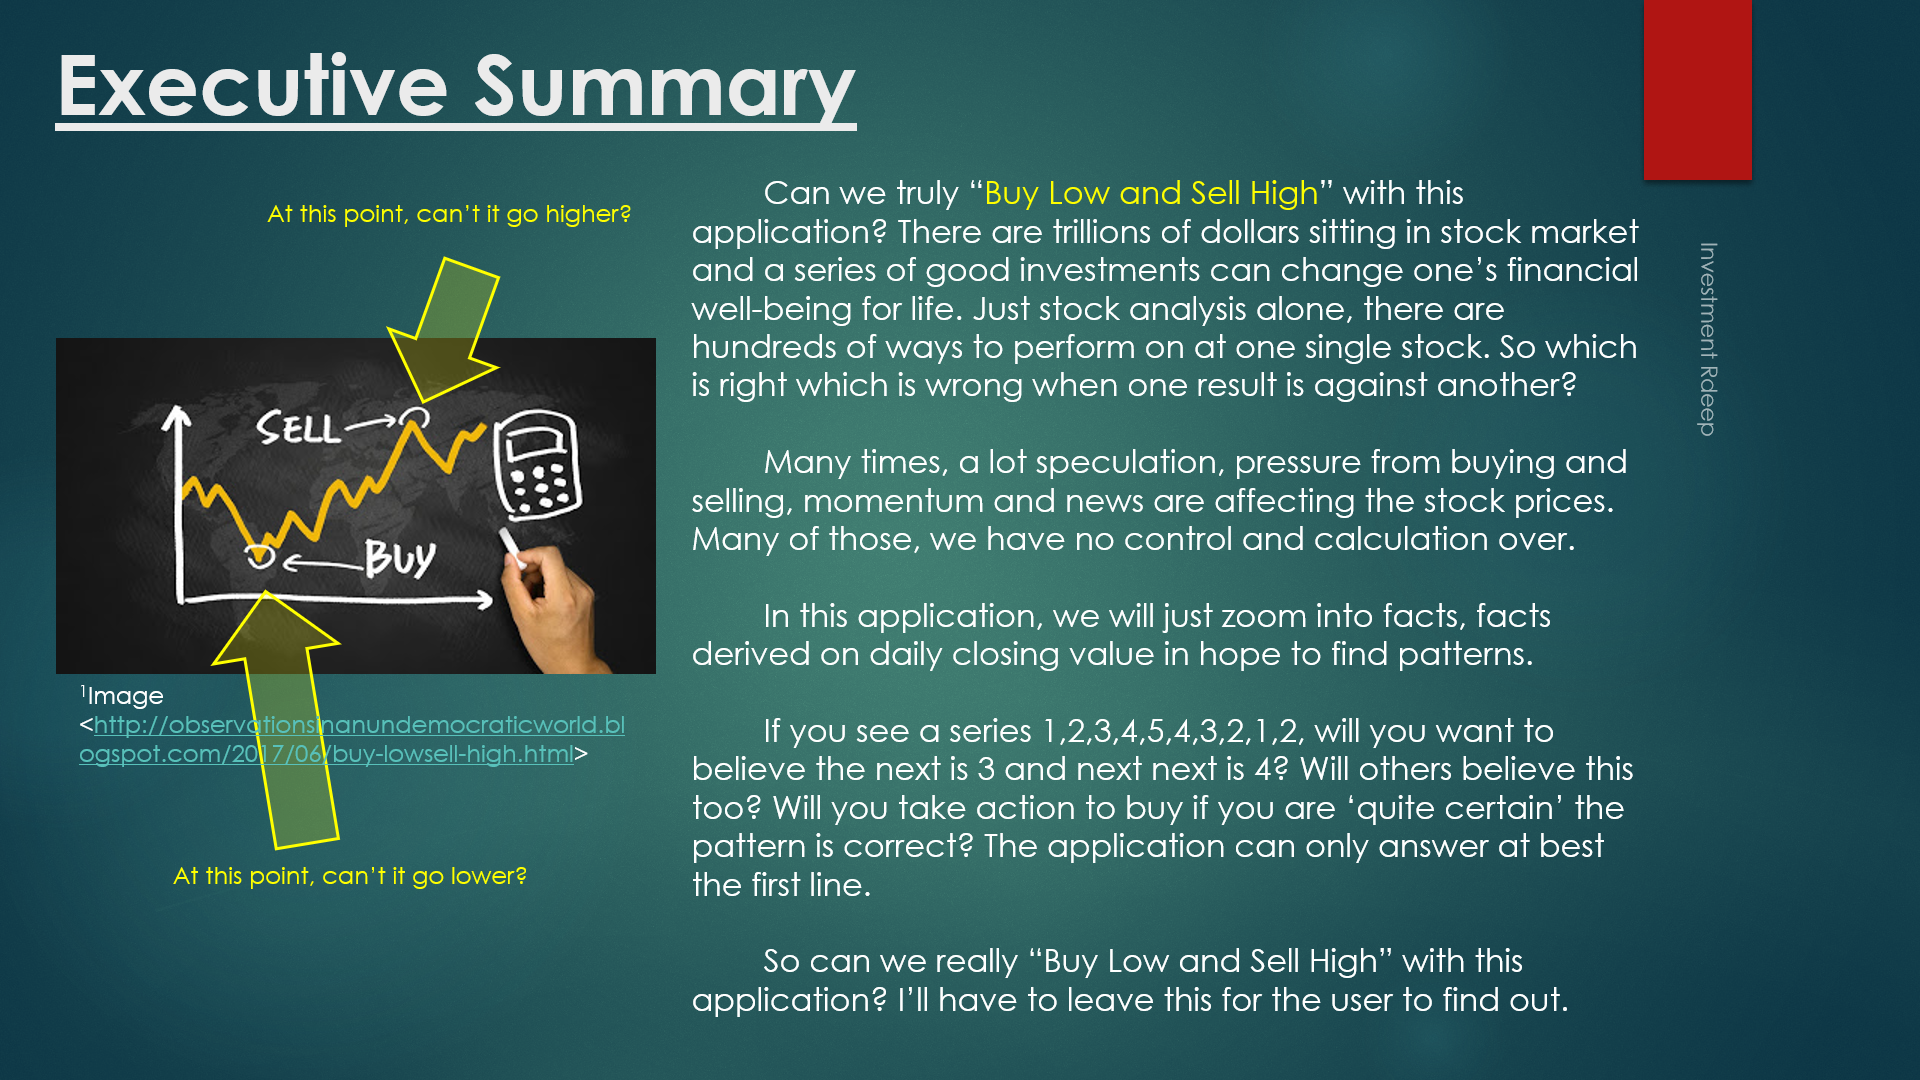 Executive Summary
At this point, can’t it go higher?
SELL
BUY
¹Image
<http://observationsinanundemocraticworld.bl
ogspot.com/2017/06/buy-lowsell-high.html>
At this point, can’t it go lower?
Can we truly “Buy Low and Sell High” with this
application? There are trillions of dollars sitting in stock market
and a series of good investments can change one’s financial
well-being for life. Just stock analysis alone, there are
hundreds of ways to perform on at one single stock. So which
is right which is wrong when one result is against another?
Many times, a lot speculation, pressure from buying and
selling, momentum and news are affecting the stock prices.
Many of those, we have no control and calculation over.
In this application, we will just zoom into facts, facts
derived on daily closing value in hope to find patterns.
If you see a series 1,2,3,4,5,4,3,2,1,2, will you want to
believe the next is 3 and next next is 4? Will others believe this
too? Will you take action to buy if you are ‘quite certain’ the
pattern is correct? The application can only answer at best
the first line.
So can we really “Buy Low and Sell High” with this
application? I’ll have to leave this for the user to find out.
Investment Rdeep